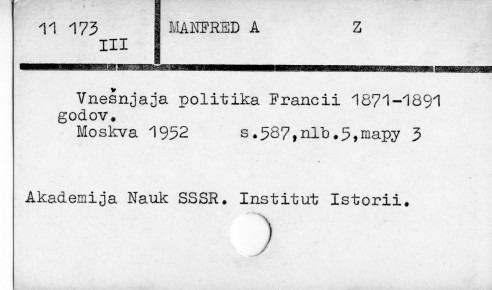 11 173 MANFRED A Z
III
Vnešnjaja politika Francii 1871-1891
godov.
Moskva 1952 s.587,nlb.5,mapy 3
Akademija Nauk SSSR. Institut Istorii.